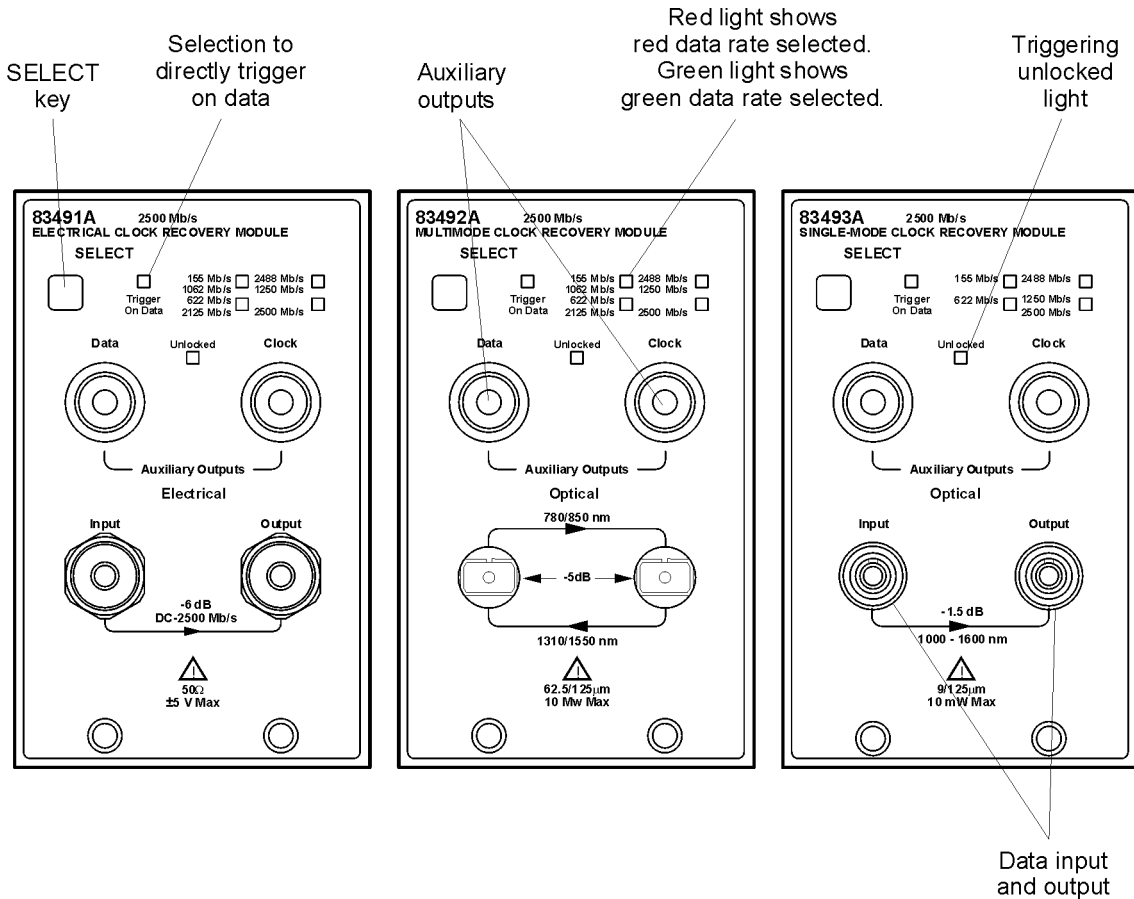 SELECT
key
Selection to
directly trigger
on data
Auxiliary
outputs
Red light shows
red data rate selected.
Green light shows
green data rate selected.
Triggering
unlocked
light
83491A 2500 Mb/s
ELECTRICAL CLOCK RECOVERY MODULE
SELECT
Trigger
On Data
155 Mb/s
1062 Mb/s
622 Mb/s
2125 Mb/s
2488 Mb/s
1250 Mb/s
2500 Mb/s
Data
Unlocked
Clock
Auxiliary Outputs
Electrical
Input
Output
-6 dB
DC-2500 Mb/s
50Ω
±5 V Max
83492A 2500 Mb/s
MULTIMODE CLOCK RECOVERY MODULE
SELECT
Trigger
On Data
155 Mb/s
1062 Mb/s
622 Mb/s
2125 Mb/s
2488 Mb/s
1250 Mb/s
2500 Mb/s
Data
Unlocked
Clock
Auxiliary Outputs
Optical
780/850 nm
-5dB
1310/1550 nm
62.5/125µm
10 Mw Max
83493A 2500 Mb/s
SINGLE-MODE CLOCK RECOVERY MODULE
SELECT
Trigger
On Data
155 Mb/s
622 Mb/s
2488 Mb/s
1250 Mb/s
2500 Mb/s
Data
Unlocked
Clock
Auxiliary Outputs
Optical
Input
Output
-1.5 dB
1000 - 1600 nm
9/125µm
10 mW Max
Data input
and output